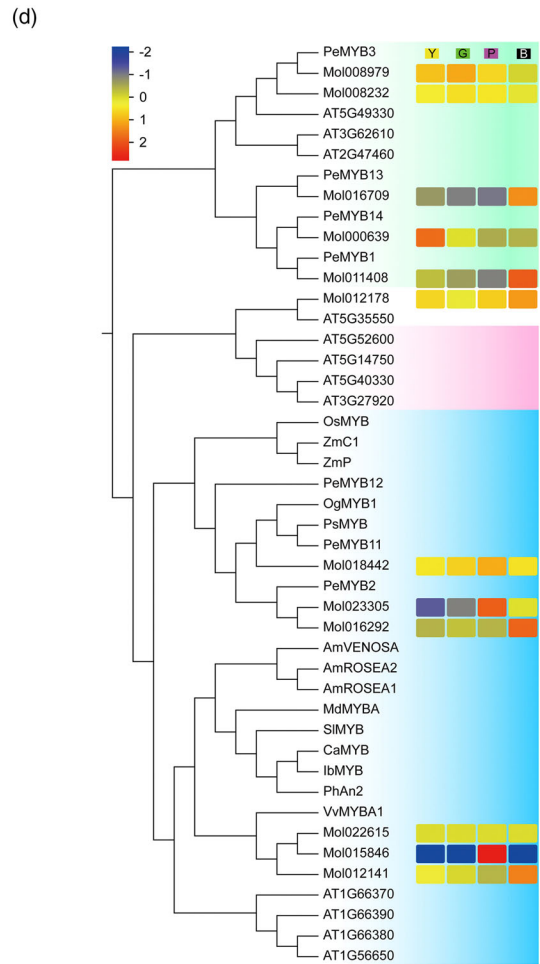 (d)
-2
-1
0
1
2
Y G P B
PeMYB3
Mol008979
Mol008232
AT5G49330
AT3G62610
AT2G47460
PeMYB13
Mol016709
PeMYB14
Mol000639
PeMYB1
Mol011408
Mol012178
AT5G35550
AT5G52600
AT5G14750
AT5G40330
AT3G27920
OsMYB
ZmC1
ZmP
PeMYB12
OgMYB1
PsMYB
PeMYB11
Mol018442
PeMYB2
Mol023305
Mol016292
AmVENOSA
AmROSEA2
AmROSEA1
MdMYBA
SlMYB
CaMYB
IbMYB
PhAn2
VvMYBA1
Mol022615
Mol015846
Mol012141
AT1G66370
AT1G66390
AT1G66380
AT1G56650